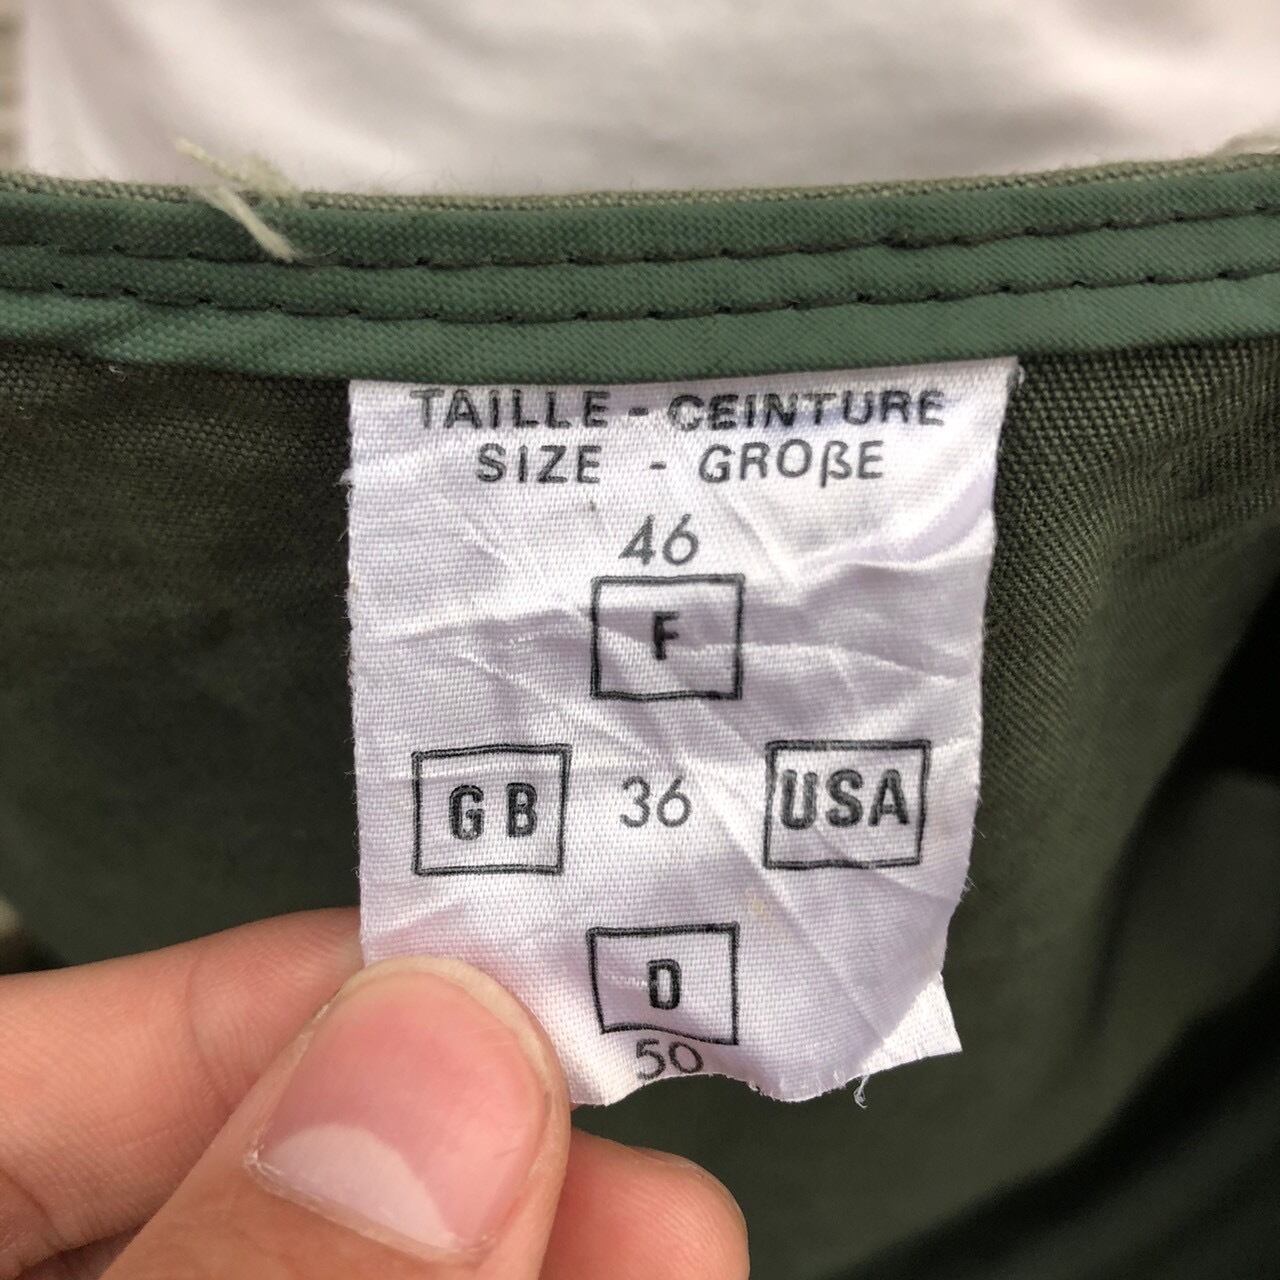 TAILLE - CEINTURE
SIZE - GROßE
46
F
GB 36 USA
D
50